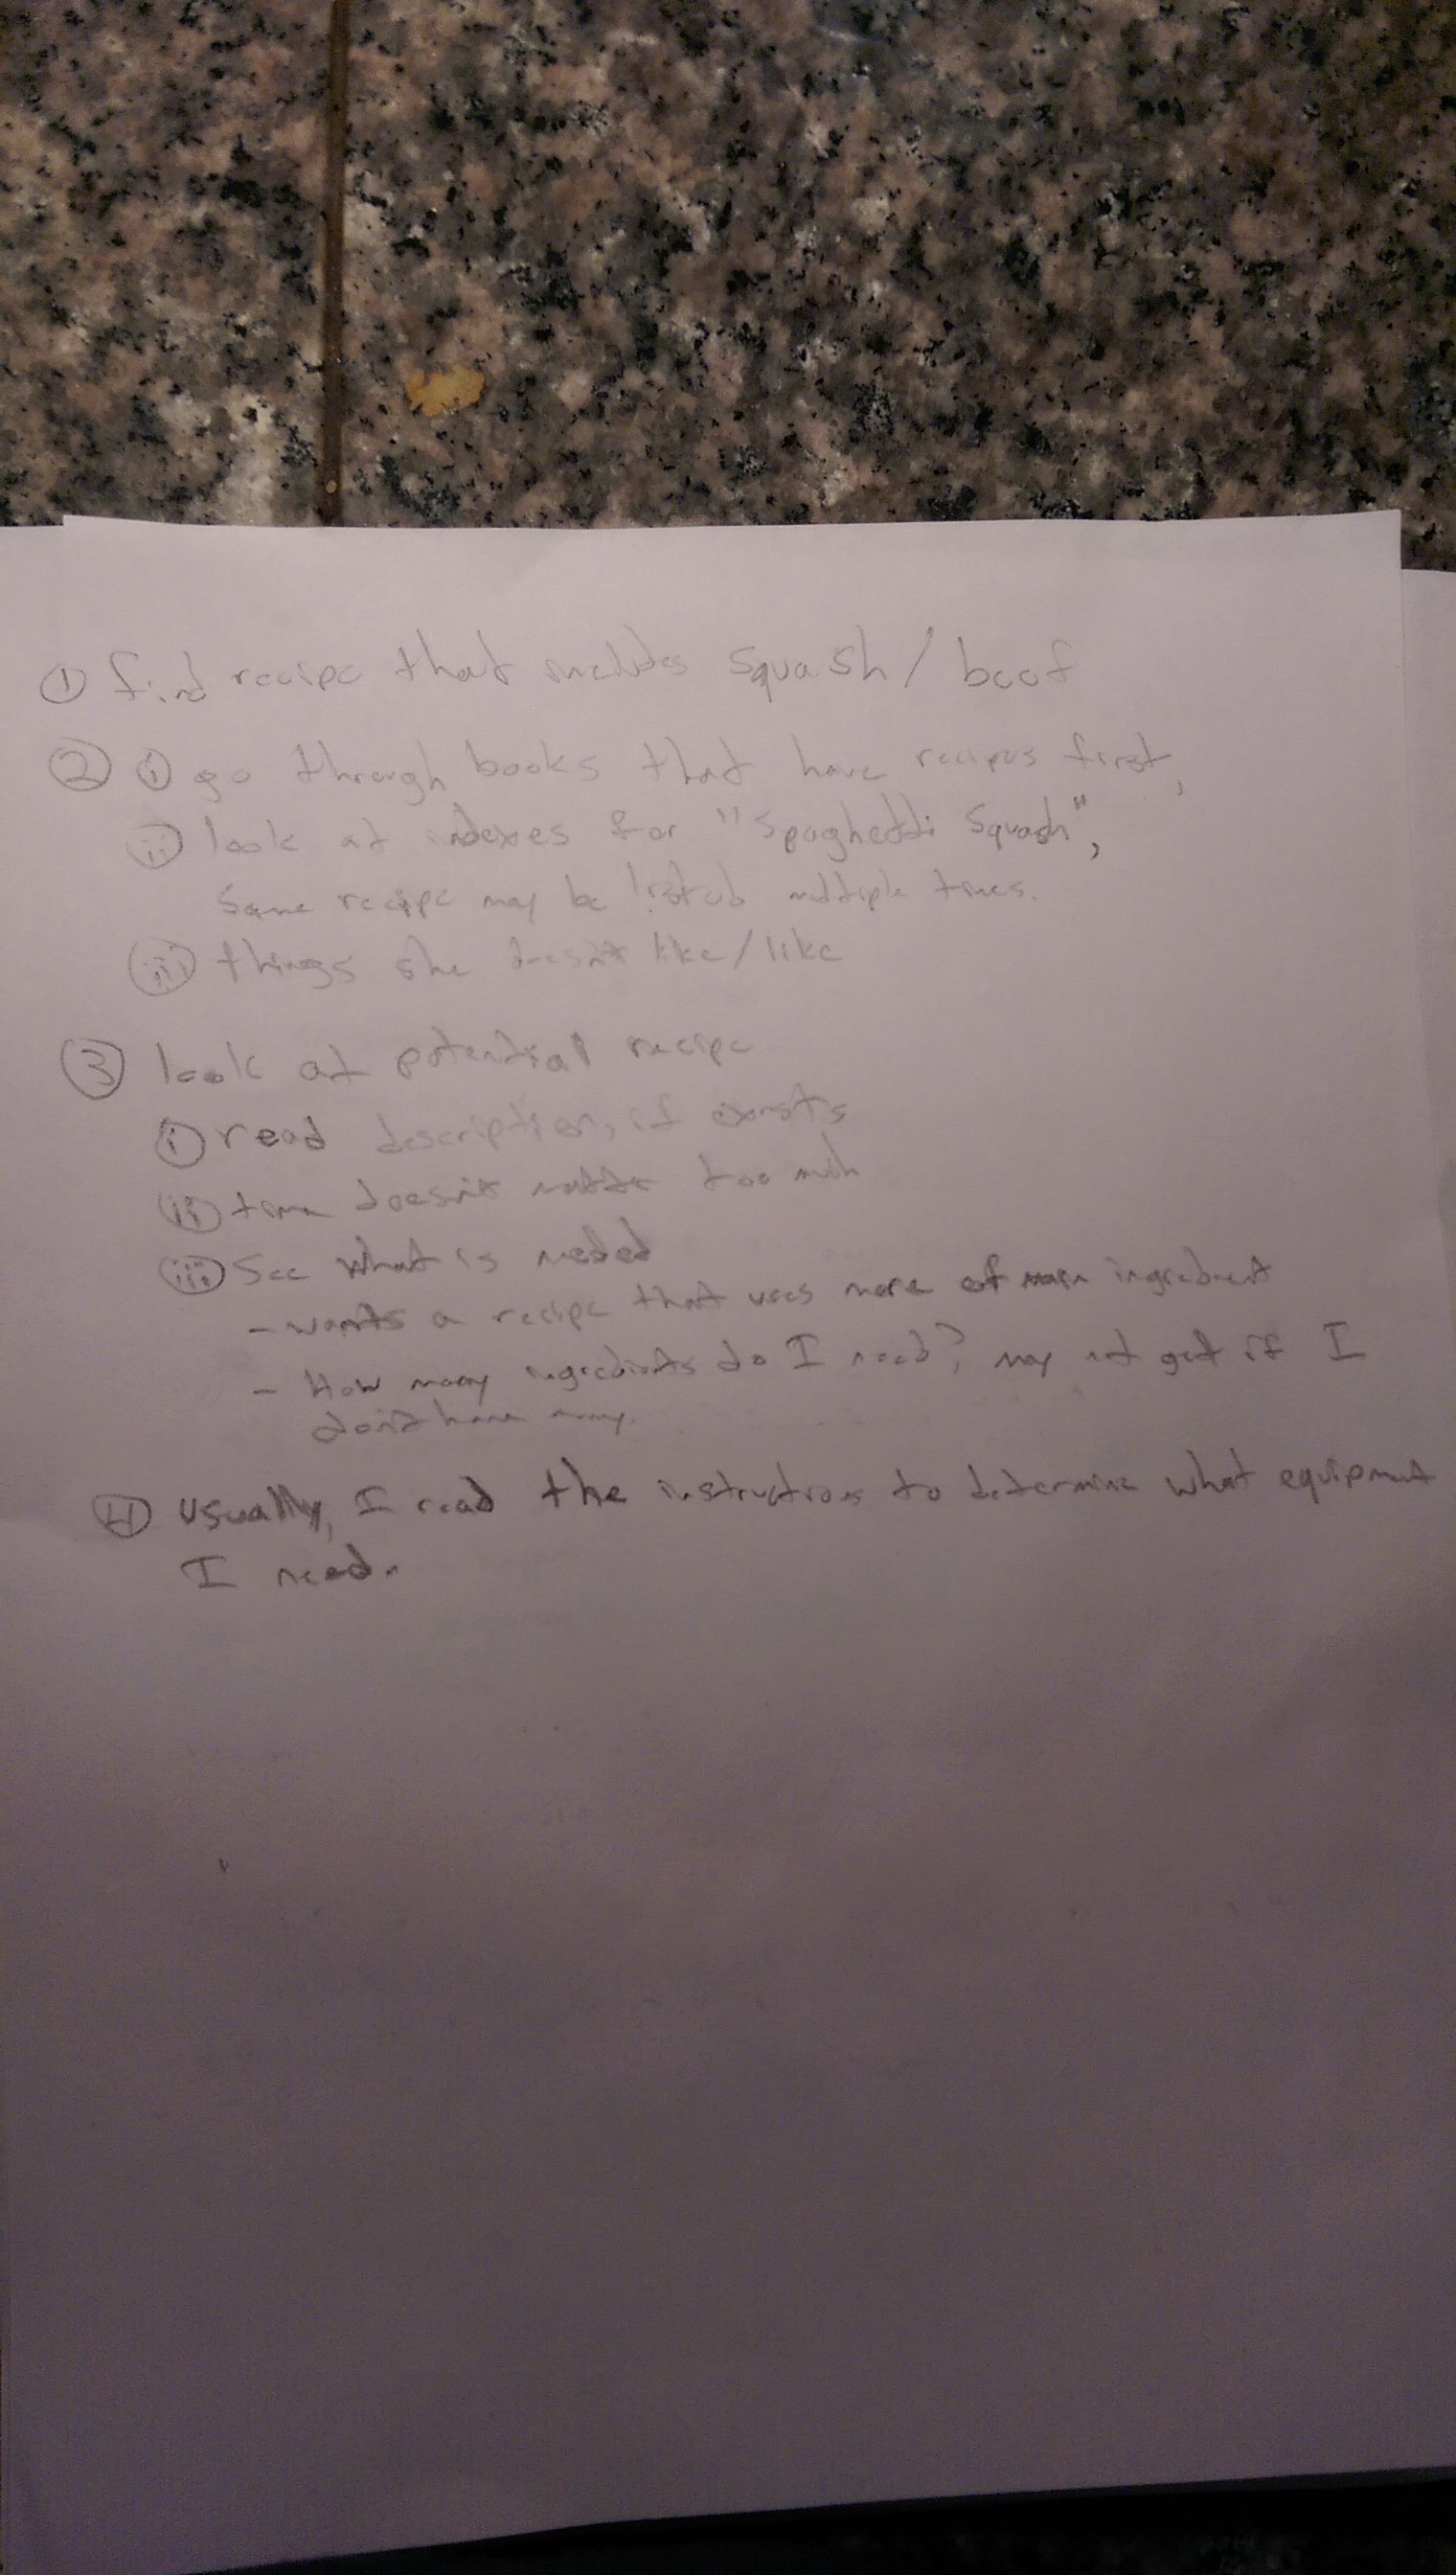 ① find recipe that includes squash/beef
② ⓘ go through books that have recipes first,
ⓘⓘ look at indexes for "Spaghetti Squash",
Same recipe may be listed multiple times.
ⓘⓘⓘ things she doesn't like/like
③ look at potential recipe
ⓘ read description, if exists
ⓘⓘ time doesn't matter too much
ⓘⓘⓘ See what is needed
- wants a recipe that uses more of main ingredient
- How many ingredients do I need? may not get if I
don't have many.
④ Usually, I read the instructions to determine what equipment
I need.